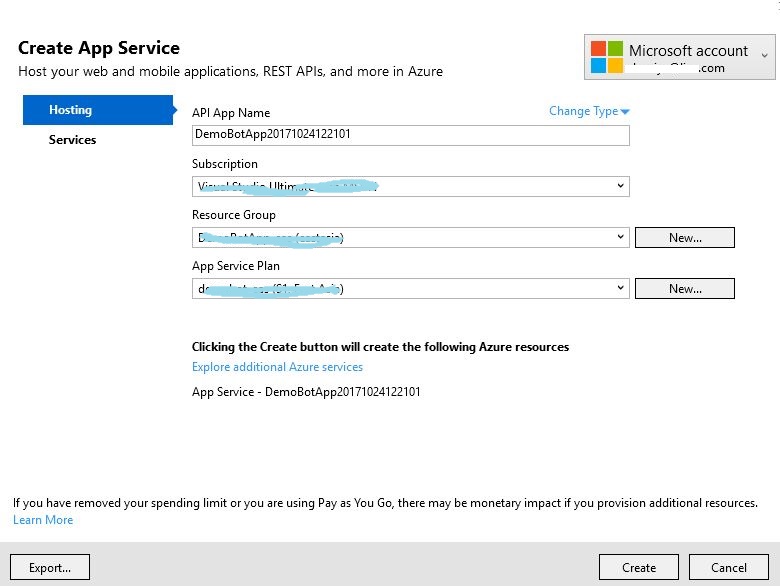 Create App Service
Host your web and mobile applications, REST APIs, and more in Azure
Microsoft account
.com
Hosting
Services
API App Name
Change Type
DemoBotApp20171024122101
Subscription
Visual Studio Ultimate
Resource Group
New...
App Service Plan
New...
Clicking the Create button will create the following Azure resources
Explore additional Azure services
App Service - DemoBotApp20171024122101
If you have removed your spending limit or you are using Pay as You Go, there may be monetary impact if you provision additional resources.
Learn More
Export...
Create
Cancel